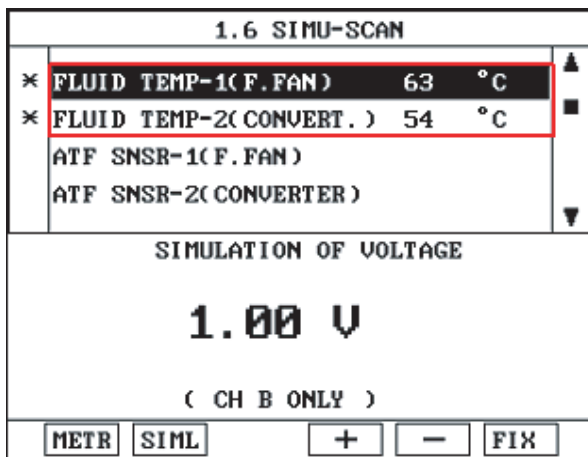 1.6 SIMU-SCAN
* FLUID TEMP-1(F.FAN) 63 °C
* FLUID TEMP-2(CONVERT.) 54 °C
ATF SNSR-1(F.FAN)
ATF SNSR-2(CONVERTER)
SIMULATION OF VOLTAGE
1.00 V
( CH B ONLY )
METR SIML + - FIX